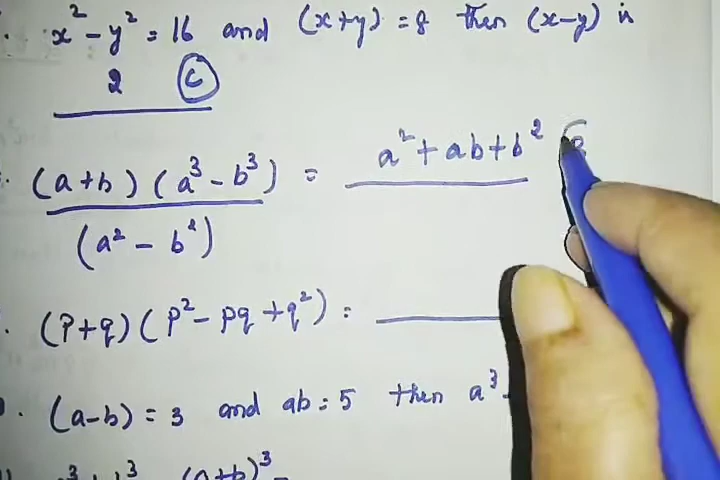 x² - y² = 16 and (x+y) = 8 then (x-y) is
2 (C)
(a+b)(a³ - b³) = a² + ab + b²
(a² - b²)
(p+q)(p² - pq + q²) =
(a-b) = 3 and ab = 5 then a³ -
(a+b)³ =